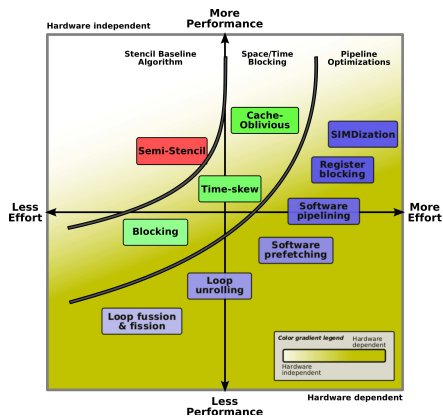 More
Performance
Hardware independent
Stencil Baseline
Algorithm
Space/Time
Blocking
Pipeline
Optimizations
Cache-
Oblivious
SIMDization
Semi-Stencil
Register
blocking
Time-skew
Less
Effort
Software
pipelining
More
Effort
Blocking
Software
prefetching
Loop
unrolling
Loop fussion
& fission
Color gradient legend
Hardware
dependent
Hardware
independent
Hardware dependent
Less
Performance